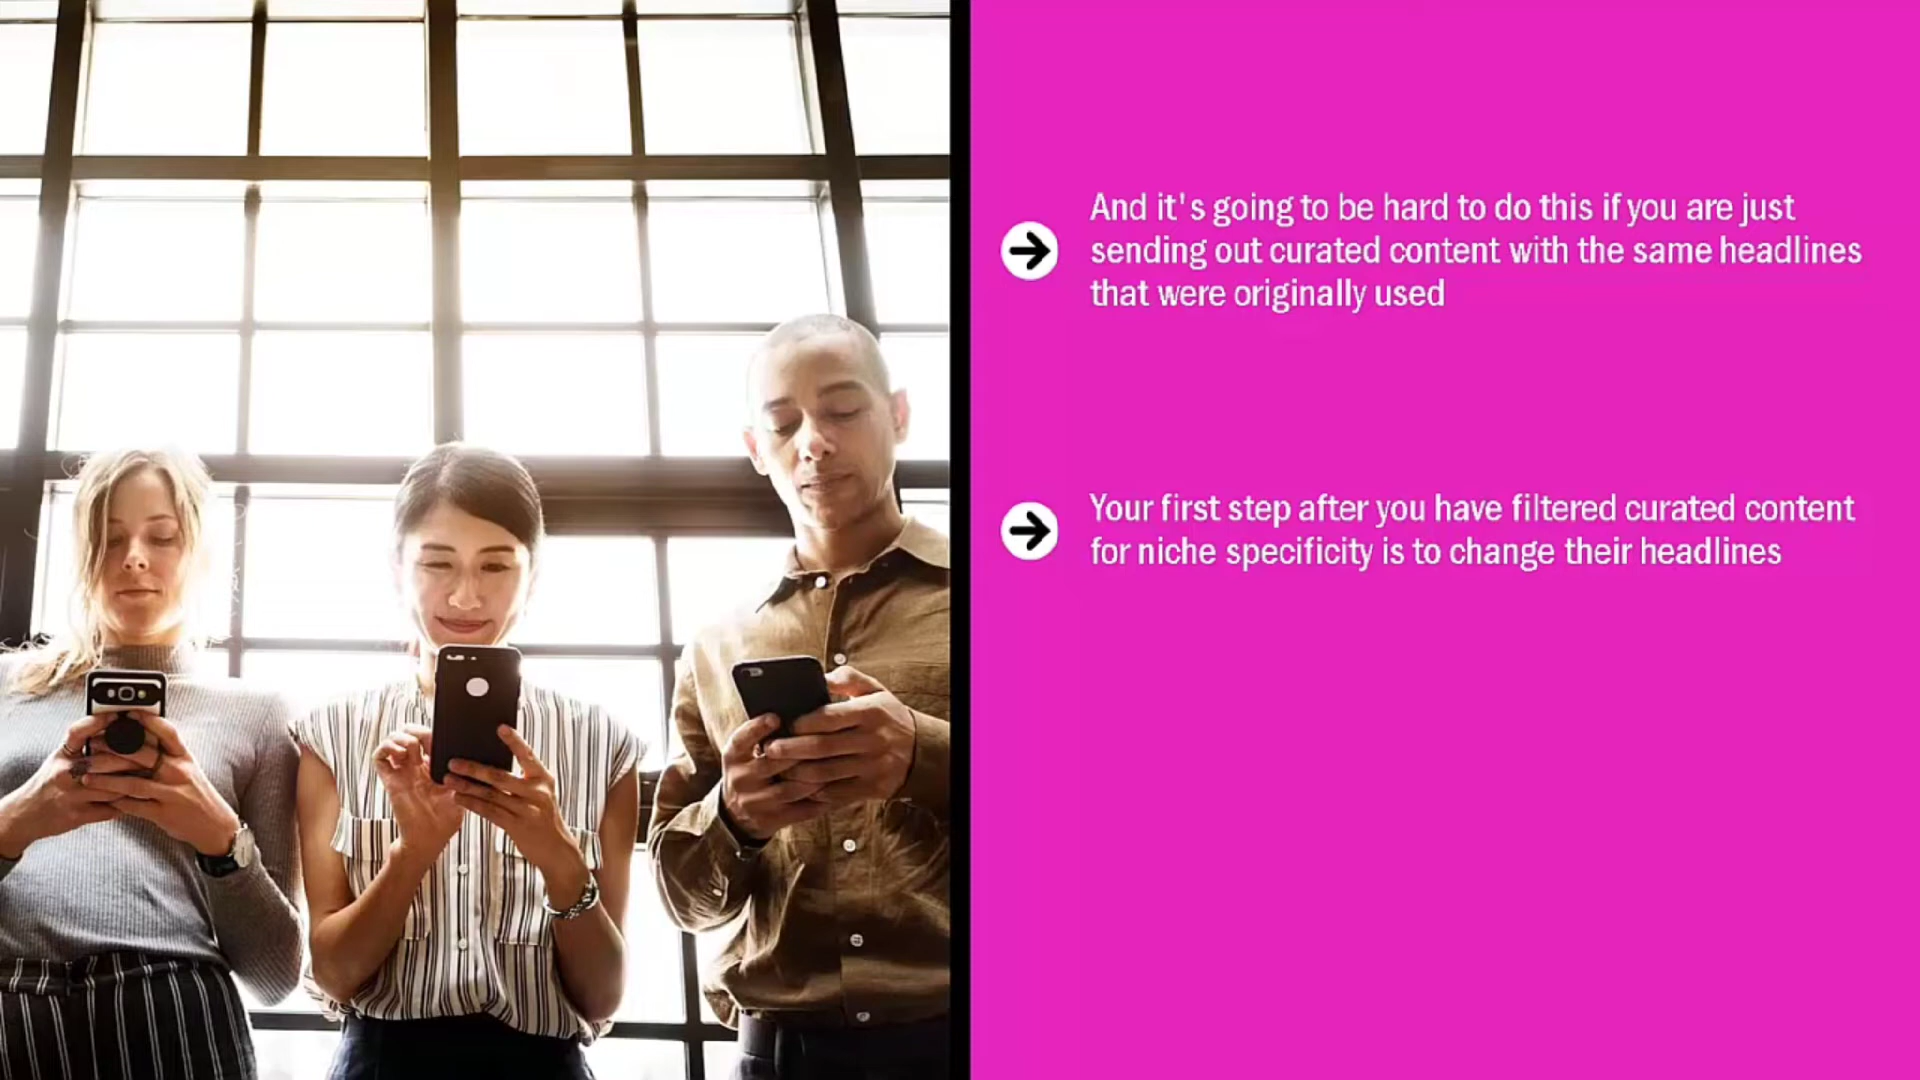 And it's going to be hard to do this if you are just
sending out curated content with the same headlines
that were originally used
Your first step after you have filtered curated content
for niche specificity is to change their headlines